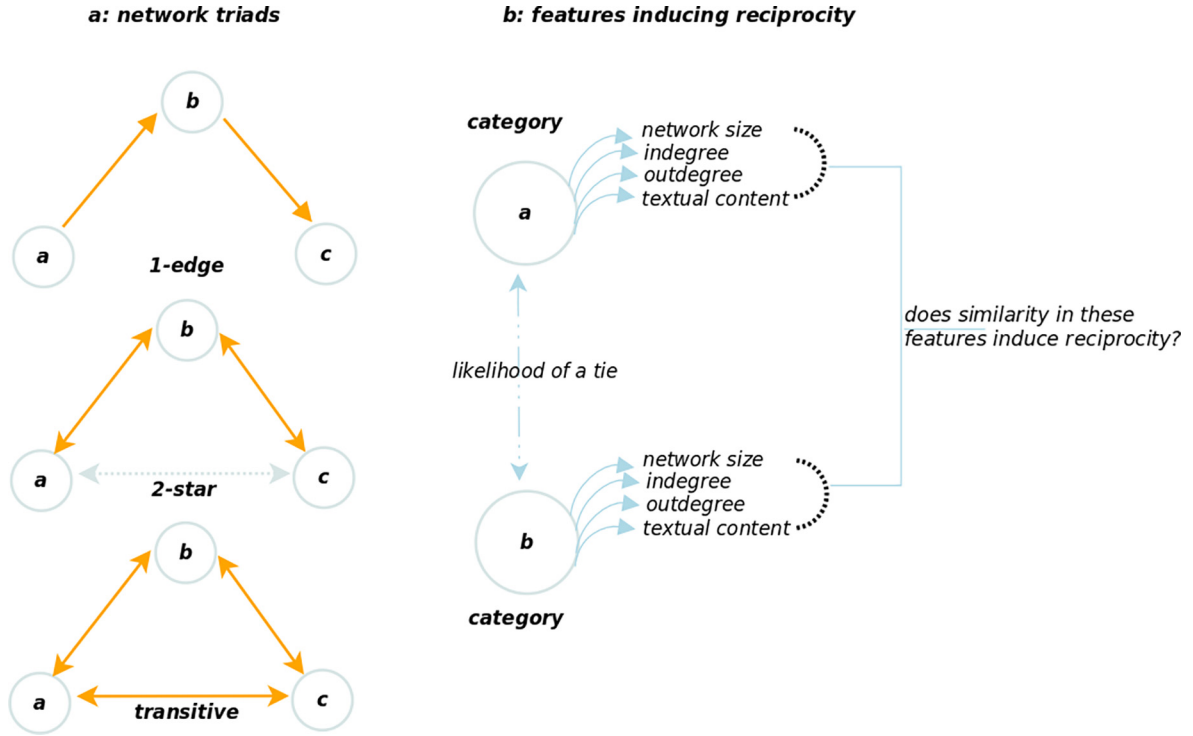 a: network triads
b
a
c
1-edge
b
a
c
2-star
b
a
c
transitive
b: features inducing reciprocity
category
a
network size
indegree
outdegree
textual content
likelihood of a tie
does similarity in these
features induce reciprocity?
b
network size
indegree
outdegree
textual content
category